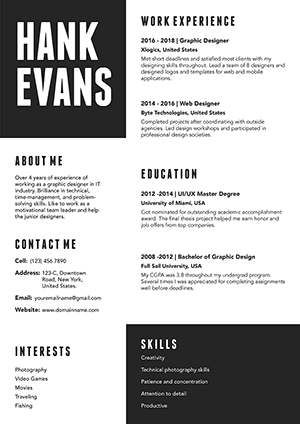 HANK
EVANS
ABOUT ME
Over 4 years of experience of
working as a graphic designer in IT
industry. Brilliance in technical,
time-management, and problem-
solving skills. Like to work as a
motivational team leader and help
the junior designers.
CONTACT ME
Cell: (123) 456 7890
Address: 123-C, Downtown
Road, New York,
United States.
Email: youremailname@gmail.com
Website: www.domainname.com
INTERESTS
Photography
Video Games
Movies
Traveling
Fishing
WORK EXPERIENCE
2016 - 2018 | Graphic Designer
Xlogics, United States
Met short deadlines and satisfied most clients with my
designing skills throughout. Lead a team of 8 designers and
designed logos and templates for web and mobile
applications.
2014 - 2016 | Web Designer
Byte Technologies, United States
Completed projects after coordinating with outside
agencies. Led design workshops and participated in
professional design societies.
EDUCATION
2012 -2014 | UI/UX Master Degree
University of Miami, USA
Got nominated for outstanding academic accomplishment
award. The final thesis project helped me earn honor and
job offers from top companies.
2008 -2012 | Bachelor of Graphic Design
Full Sail University, USA
My CGPA was 3.8 throughout my undergrad program.
Several times I was appreciated for completing assignments
well before deadlines.
SKILLS
Creativity
Technical photography skills
Patience and concentration
Attention to detail
Productive